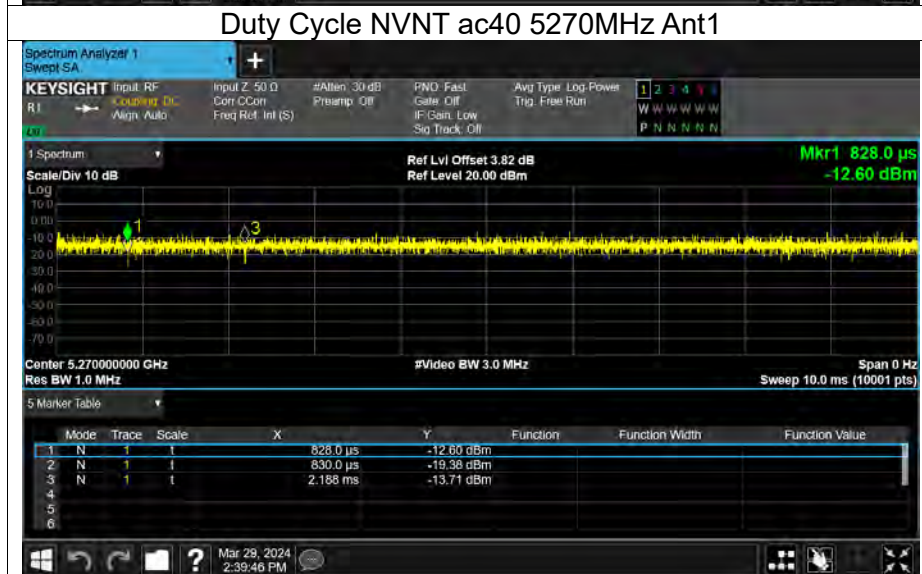 Duty Cycle NVNT ac40 5270MHz Ant1
Spectrum Analyzer 1
Swept SA
+
KEYSIGHT Input: RF Input Z: 50 Ω #Atten: 30 dB PNO: Fast Avg Type: Log-Power 1 2 3 4 5 6
R L Coupling: DC Corr CCorr Preamp: Off Gate: Off Trig: Free Run W W W W W W
Align: Auto Freq Ref: Int (S) IF Gain: Low
Sig Track: Off P N N N N N
1 Spectrum Ref Lvl Offset 3.82 dB Mkr1 828.0 µs
Scale/Div 10 dB Ref Level 20.00 dBm -12.60 dBm
Log
10.0
0.00
-10.0
-20.0
-30.0
-40.0
-50.0
-60.0
-70.0
1
3
Center 5.270000000 GHz #Video BW 3.0 MHz Span 0 Hz
Res BW 1.0 MHz Sweep 10.0 ms (10001 pts)
5 Marker Table
Mode Trace Scale X Y Function Function Width Function Value
1 N 1 t 828.0 µs -12.60 dBm
2 N 1 t 830.0 µs -19.38 dBm
3 N 1 t 2.188 ms -13.71 dBm
4
5
6
? Mar 29, 2024
2:39:46 PM